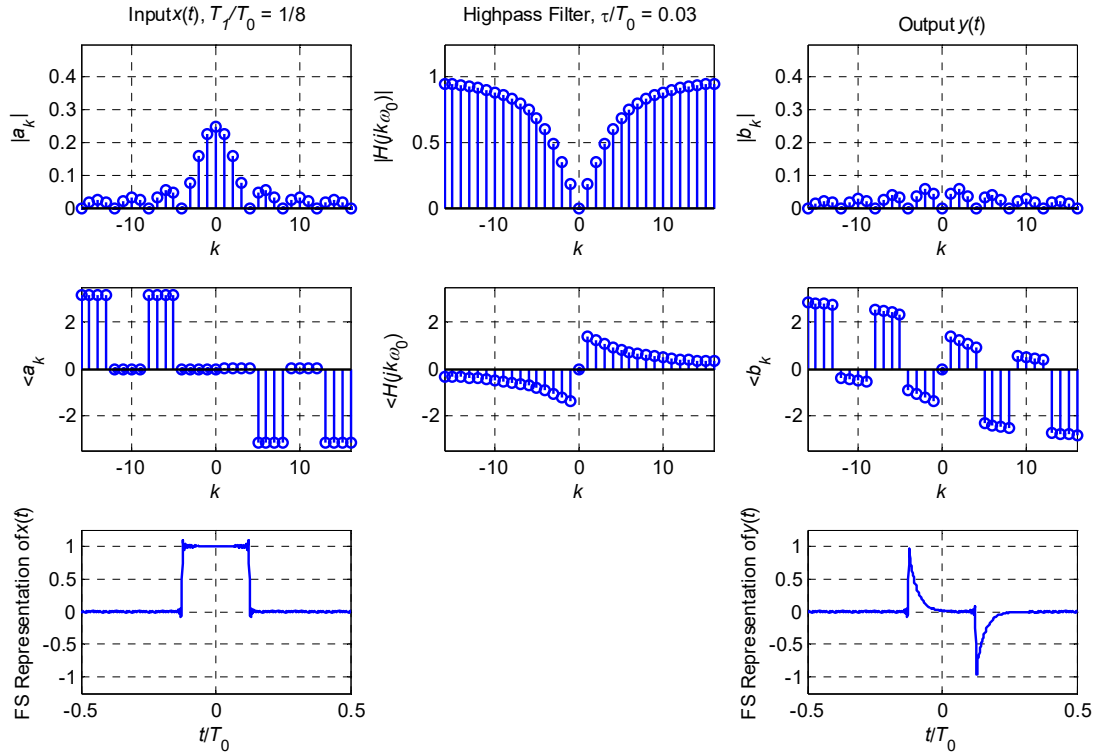 Input x(t), T1/T0 = 1/8
Highpass Filter, τ/T0 = 0.03
Output y(t)
|ak|
0.4
0.3
0.2
0.1
0
-10 0 10
k
|H(jkω0)|
1
0.5
0
-10 0 10
k
|bk|
0.4
0.3
0.2
0.1
0
-10 0 10
k
<ak
2
0
-2
-10 0 10
k
<H(jkω0)
2
0
-2
-10 0 10
k
<bk
2
0
-2
-10 0 10
k
FS Representation of x(t)
1
0.5
0
-0.5
-1
-0.5 0 0.5
t/T0
FS Representation of y(t)
1
0.5
0
-0.5
-1
-0.5 0 0.5
t/T0